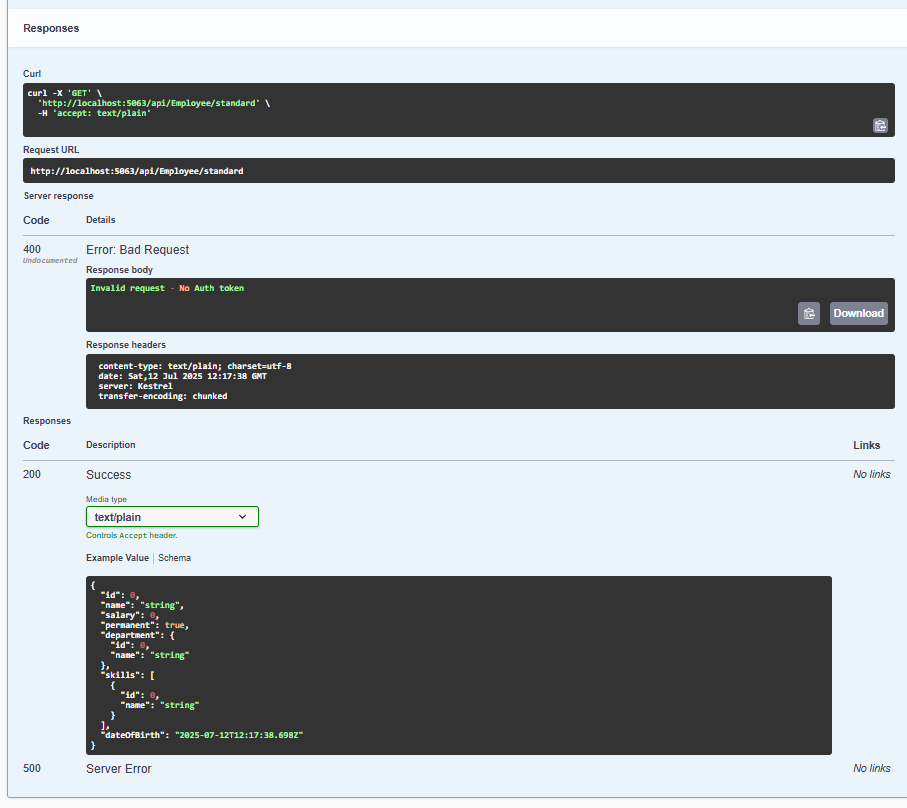 Responses
Curl
curl -X 'GET' \
  'http://localhost:5063/api/Employee/standard' \
  -H 'accept: text/plain'
Request URL
http://localhost:5063/api/Employee/standard
Server response
Code Details
400 Error: Bad Request
Undocumented
Response body
Invalid request - No Auth token
Download
Response headers
content-type: text/plain; charset=utf-8
date: Sat,12 Jul 2025 12:17:38 GMT
server: Kestrel
transfer-encoding: chunked
Responses
Code Description Links
200 Success No links
Media type
text/plain
Controls Accept header.
Example Value | Schema
{
  "id": 0,
  "name": "string",
  "salary": 0,
  "permanent": true,
  "department": {
    "id": 0,
    "name": "string"
  },
  "skills": [
    {
      "id": 0,
      "name": "string"
    }
  ],
  "dateOfBirth": "2025-07-12T12:17:38.698Z"
}
500 Server Error No links